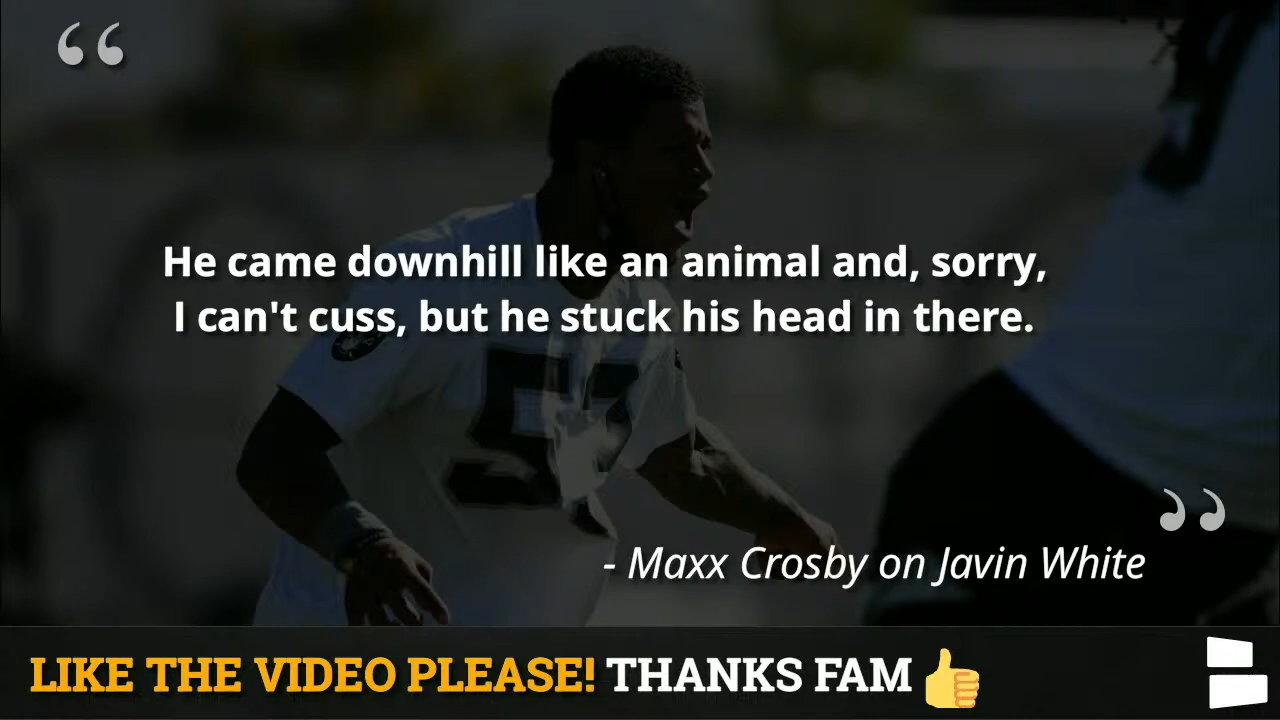 “
He came downhill like an animal and, sorry,
I can't cuss, but he stuck his head in there.
”
- Maxx Crosby on Javin White
LIKE THE VIDEO PLEASE! THANKS FAM 👍